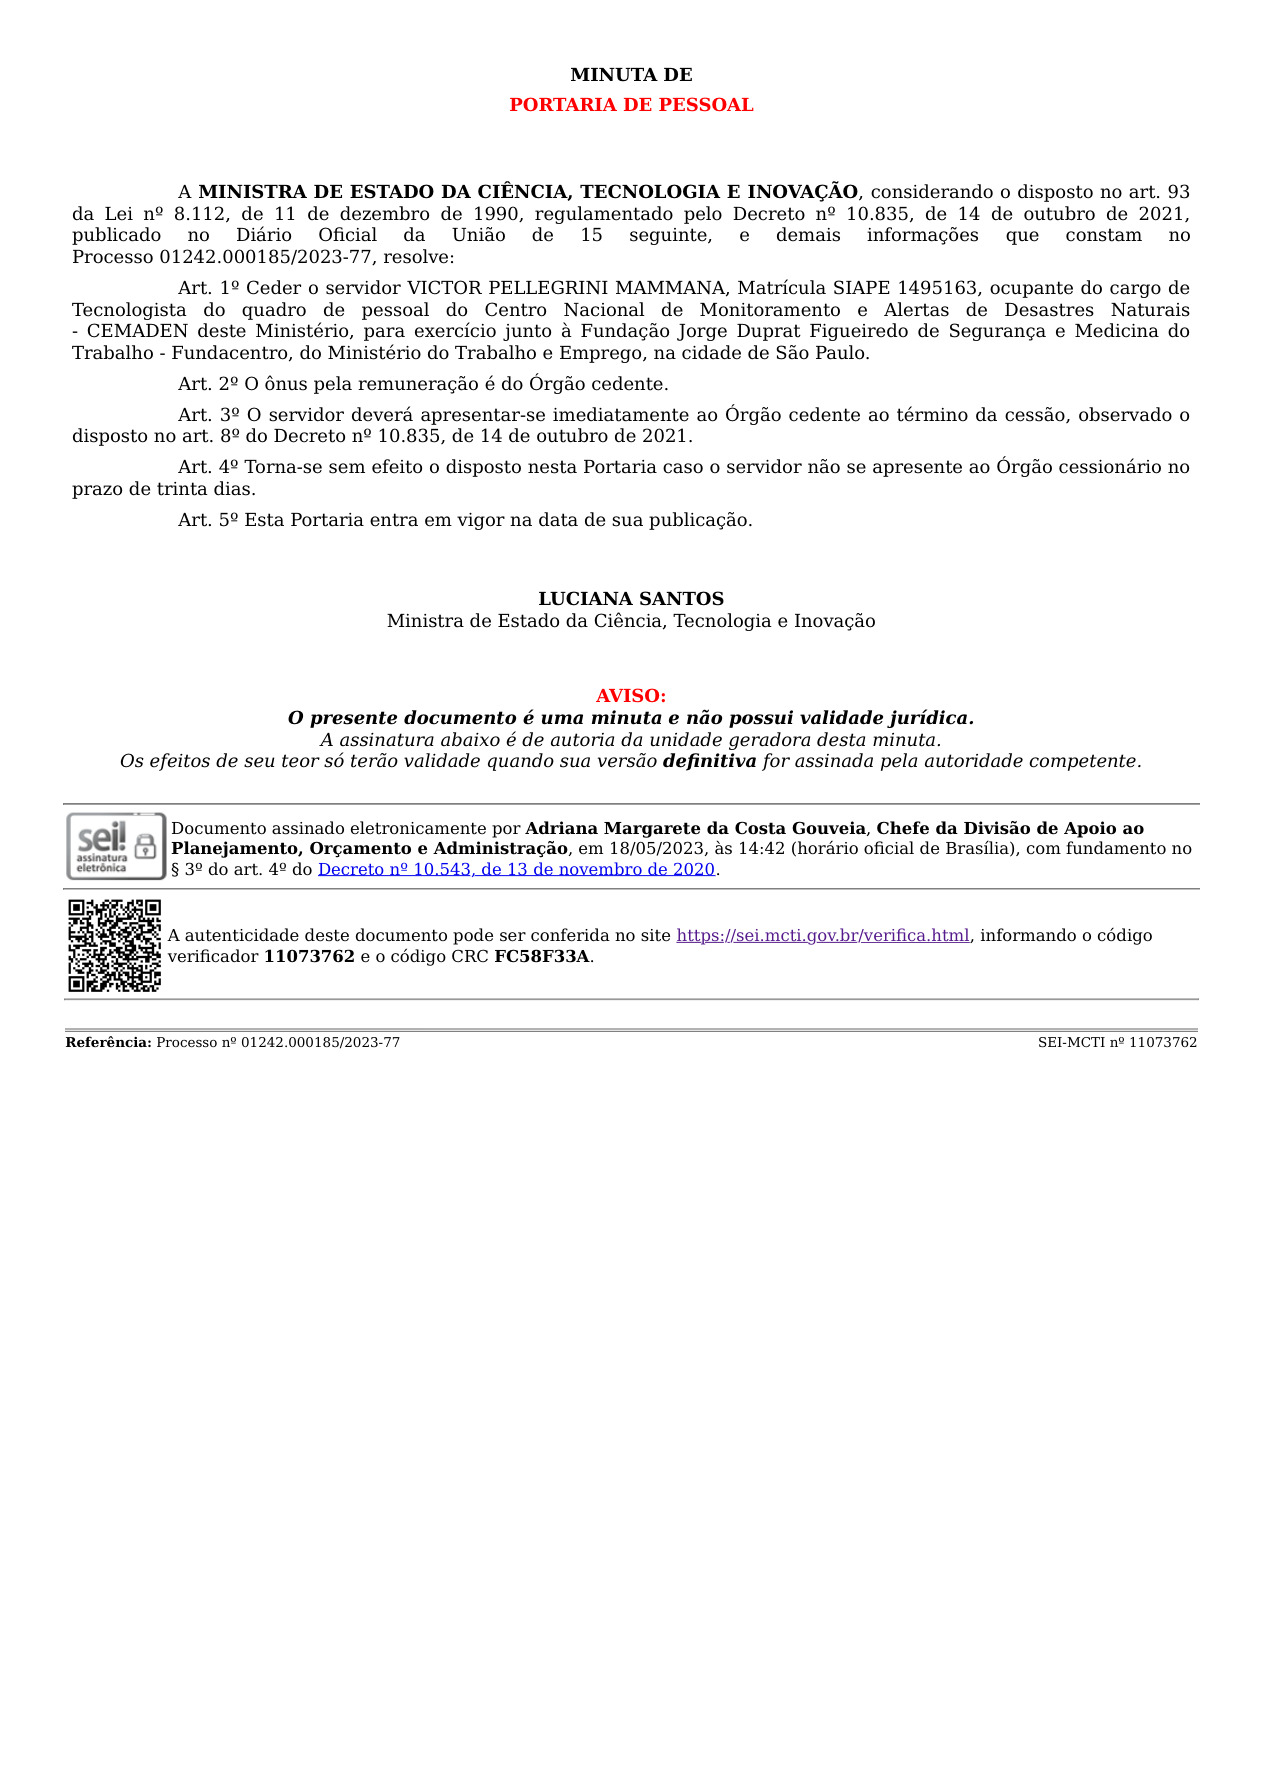 MINUTA DE
PORTARIA DE PESSOAL
A MINISTRA DE ESTADO DA CIÊNCIA, TECNOLOGIA E INOVAÇÃO, considerando o disposto no art. 93
da Lei nº 8.112, de 11 de dezembro de 1990, regulamentado pelo Decreto nº 10.835, de 14 de outubro de 2021,
publicado no Diário Oficial da União de 15 seguinte, e demais informações que constam no
Processo 01242.000185/2023-77, resolve:
Art. 1º Ceder o servidor VICTOR PELLEGRINI MAMMANA, Matrícula SIAPE 1495163, ocupante do cargo de
Tecnologista do quadro de pessoal do Centro Nacional de Monitoramento e Alertas de Desastres Naturais
- CEMADEN deste Ministério, para exercício junto à Fundação Jorge Duprat Figueiredo de Segurança e Medicina do
Trabalho - Fundacentro, do Ministério do Trabalho e Emprego, na cidade de São Paulo.
Art. 2º O ônus pela remuneração é do Órgão cedente.
Art. 3º O servidor deverá apresentar-se imediatamente ao Órgão cedente ao término da cessão, observado o
disposto no art. 8º do Decreto nº 10.835, de 14 de outubro de 2021.
Art. 4º Torna-se sem efeito o disposto nesta Portaria caso o servidor não se apresente ao Órgão cessionário no
prazo de trinta dias.
Art. 5º Esta Portaria entra em vigor na data de sua publicação.
LUCIANA SANTOS
Ministra de Estado da Ciência, Tecnologia e Inovação
AVISO:
O presente documento é uma minuta e não possui validade jurídica.
A assinatura abaixo é de autoria da unidade geradora desta minuta.
Os efeitos de seu teor só terão validade quando sua versão definitiva for assinada pela autoridade competente.
sei!
assinatura
eletrônica
Documento assinado eletronicamente por Adriana Margarete da Costa Gouveia, Chefe da Divisão de Apoio ao
Planejamento, Orçamento e Administração, em 18/05/2023, às 14:42 (horário oficial de Brasília), com fundamento no
§ 3º do art. 4º do Decreto nº 10.543, de 13 de novembro de 2020.
A autenticidade deste documento pode ser conferida no site https://sei.mcti.gov.br/verifica.html, informando o código
verificador 11073762 e o código CRC FC58F33A.
Referência: Processo nº 01242.000185/2023-77 SEI-MCTI nº 11073762